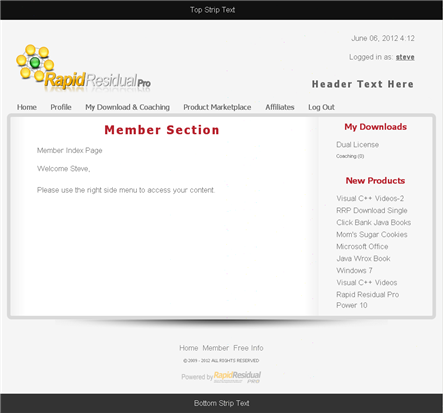 Top Strip Text
June 06, 2012 4:12
Logged in as: steve
RapidResidual Pro
Header Text Here
Home Profile My Download & Coaching Product Marketplace Affiliates Log Out
Member Section
Member Index Page
Welcome Steve,
Please use the right side menu to access your content.
My Downloads
Dual License
Coaching (0)
New Products
Visual C++ Videos-2
RRP Download Single
Click Bank Java Books
Mom's Sugar Cookies
Microsoft Office
Java Wrox Book
Windows 7
Visual C++ Videos
Rapid Residual Pro
Power 10
Home Member Free Info
© 2009 - 2012 ALL RIGHTS RESERVED
Powered by RapidResidual
PRO
Bottom Strip Text